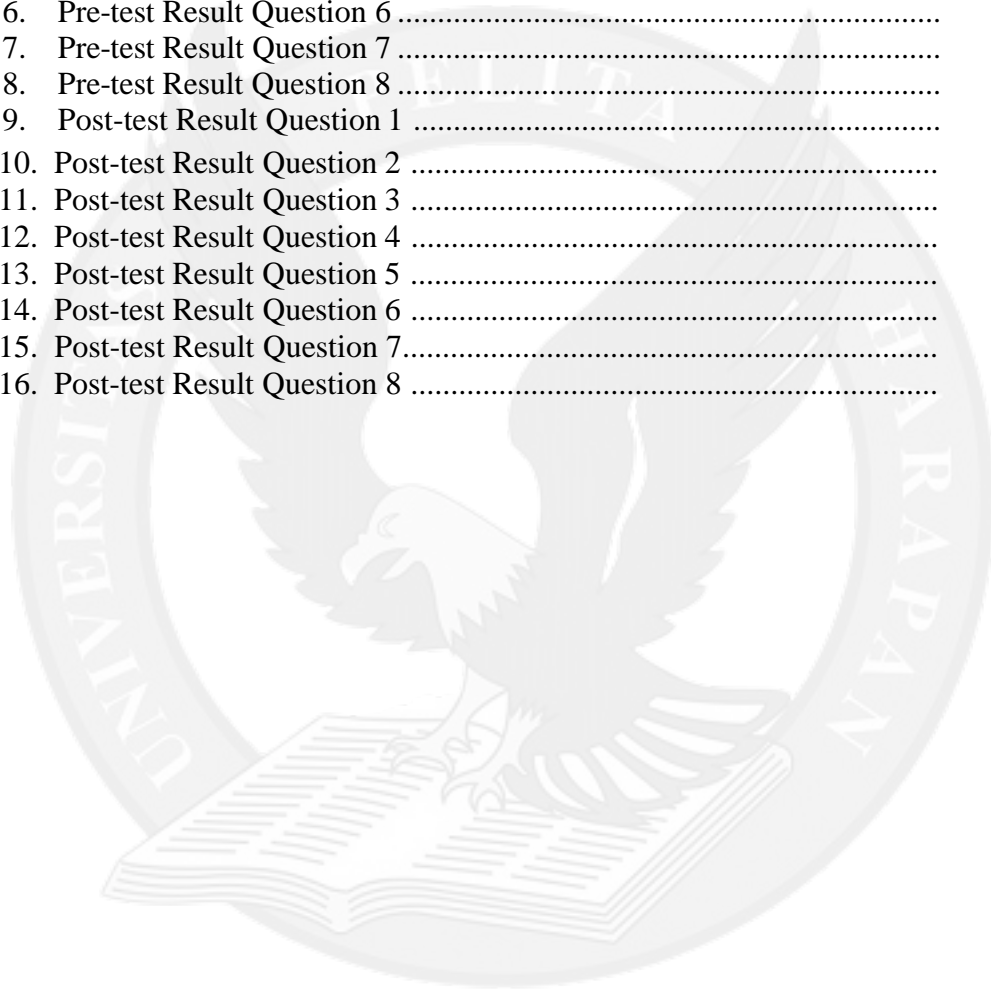 6. Pre-test Result Question 6 ....................................................................
7. Pre-test Result Question 7 ....................................................................
8. Pre-test Result Question 8 ....................................................................
9. Post-test Result Question 1 ..................................................................
10. Post-test Result Question 2 ..................................................................
11. Post-test Result Question 3 ..................................................................
12. Post-test Result Question 4 ..................................................................
13. Post-test Result Question 5 ..................................................................
14. Post-test Result Question 6 ..................................................................
15. Post-test Result Question 7...................................................................
16. Post-test Result Question 8 ..................................................................
UNIVERSITAS PELITA HARAPAN